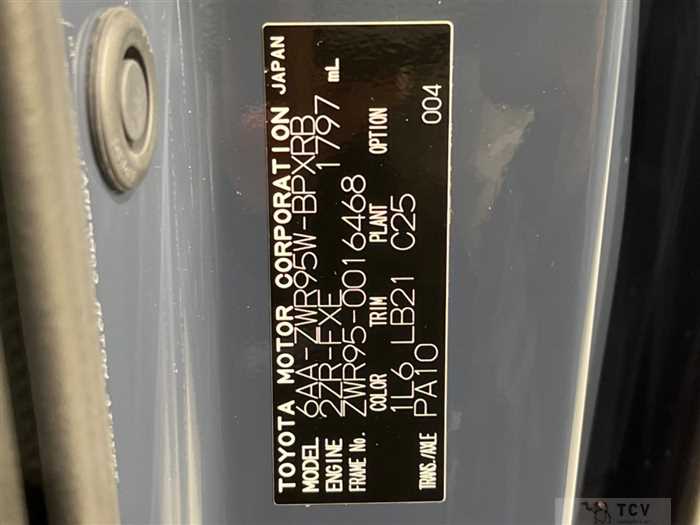 TOYOTA MOTOR CORPORATION JAPAN
MODEL 6AA-ZWR95W-BPXRB
ENGINE 2ZR-FXE 1797 mL
FRAME No. ZWR95-0016468
COLOR TRIM PLANT OPTION
1L6 LB21 C25 004
TRANS./AXLE PA10
TCV